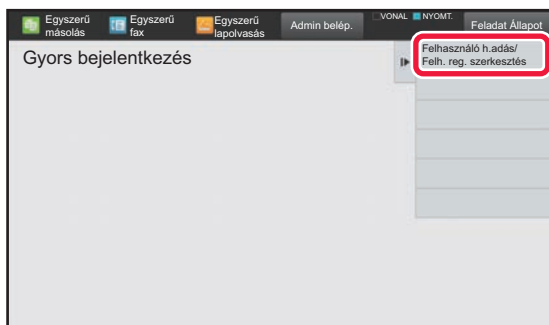 Egyszerű
másolás
Egyszerű
fax
Egyszerű
lapolvasás
Admin belép.
VONAL
NYOMT.
Feladat Állapot
Gyors bejelentkezés
Felhasználó h.adás/
Felh. reg. szerkesztés